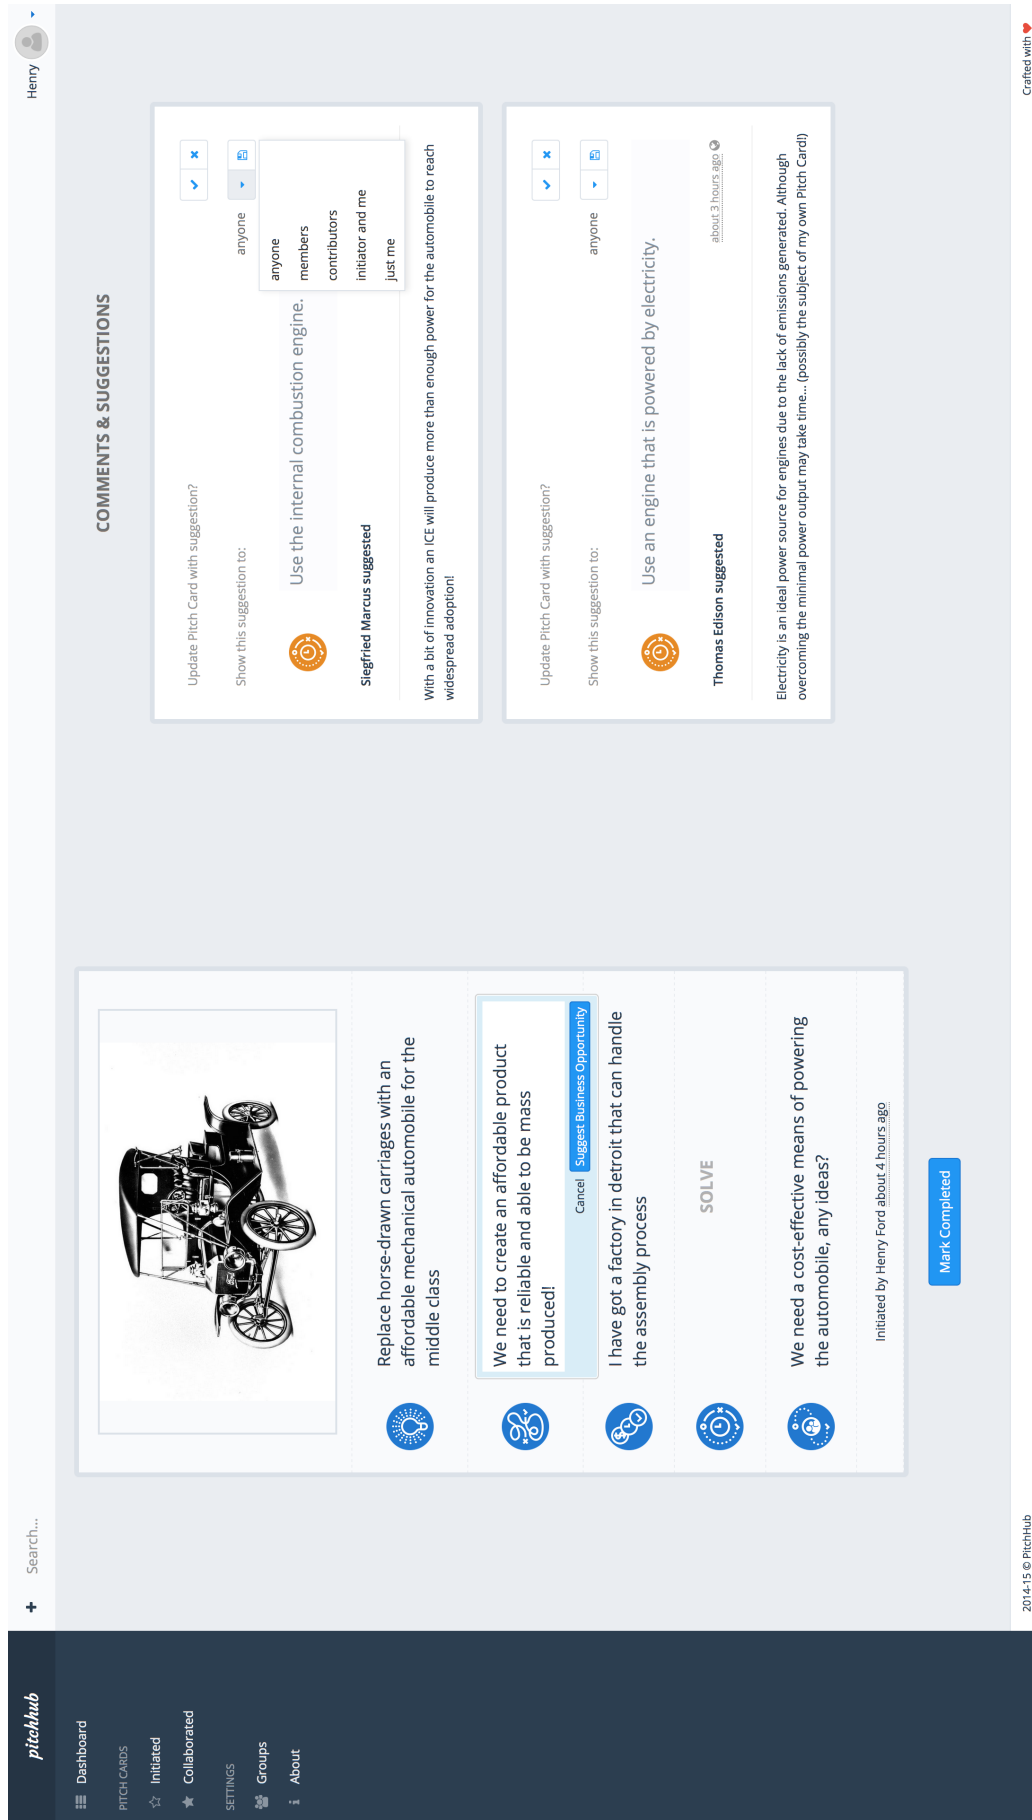 pitchhub
Search...
Henry
Dashboard
PITCH CARDS
Initiated
Collaborated
SETTINGS
Groups
About
Replace horse-drawn carriages with an
affordable mechanical automobile for the
middle class
We need to create an affordable product
that is reliable and able to be mass
produced!
Cancel
Suggest Business Opportunity
I have got a factory in detroit that can handle
the assembly process
SOLVE
We need a cost-effective means of powering
the automobile, any ideas?
Initiated by Henry Ford about 4 hours ago
Mark Completed
COMMENTS & SUGGESTIONS
Update Pitch Card with suggestion?
Show this suggestion to:
anyone
anyone
members
contributors
initiator and me
just me
Use the internal combustion engine.
Siegfried Marcus suggested
With a bit of innovation an ICE will produce more than enough power for the automobile to reach
widespread adoption!
Update Pitch Card with suggestion?
Show this suggestion to:
anyone
Use an engine that is powered by electricity.
Thomas Edison suggested
about 3 hours ago
Electricity is an ideal power source for engines due to the lack of emissions generated. Although
overcoming the minimal power output may take time... (possibly the subject of my own Pitch Card!)
2014-15 © PitchHub
Crafted with ♥